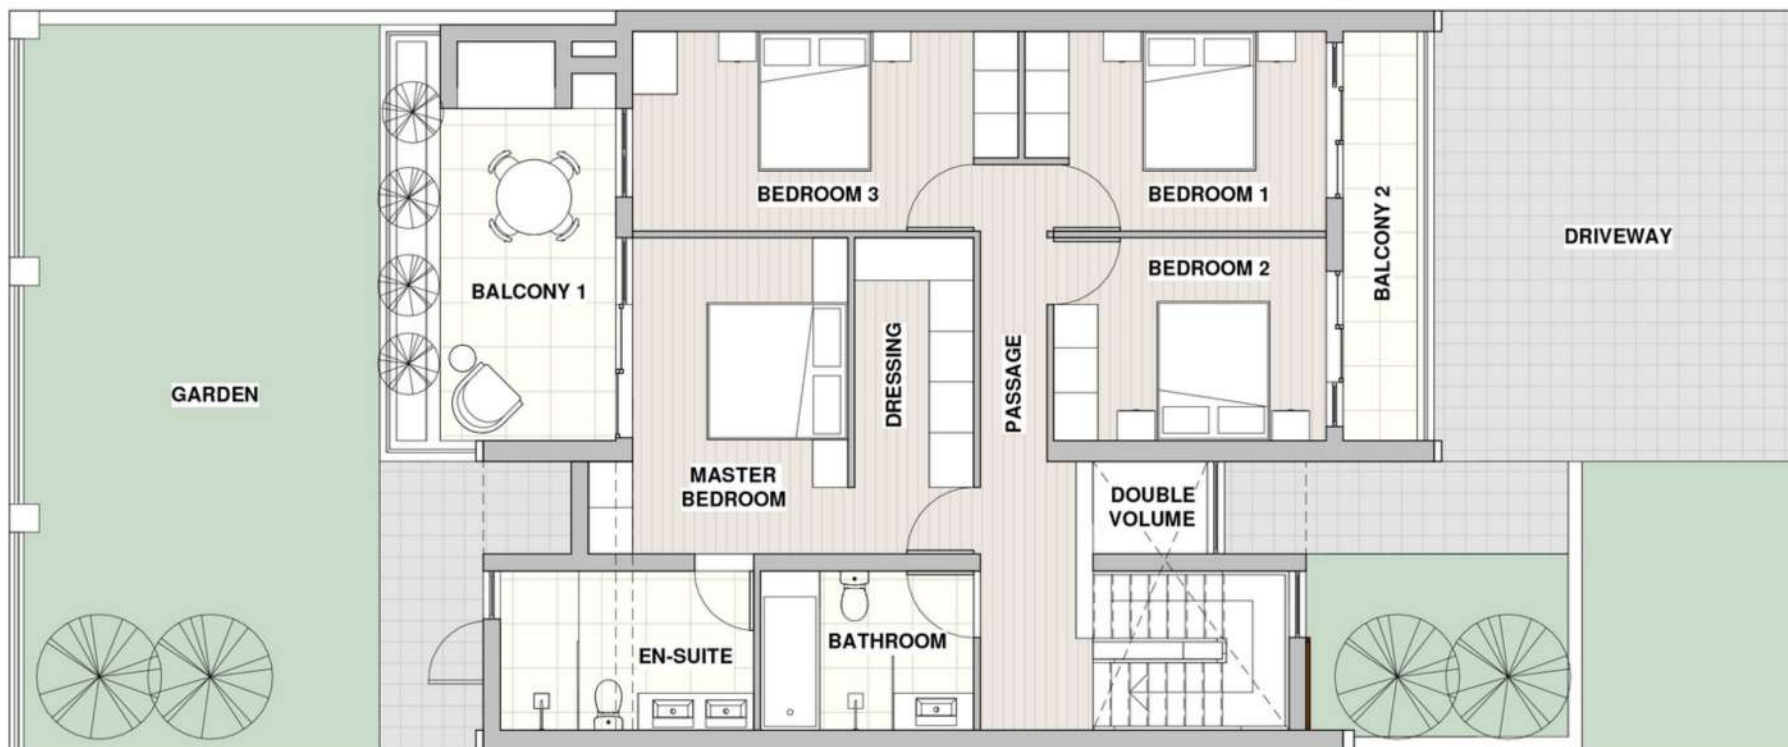 BEDROOM 3
BEDROOM 1
BALCONY 2
DRIVEWAY
BALCONY 1
BEDROOM 2
GARDEN
DRESSING
PASSAGE
MASTER
BEDROOM
DOUBLE
VOLUME
EN-SUITE
BATHROOM